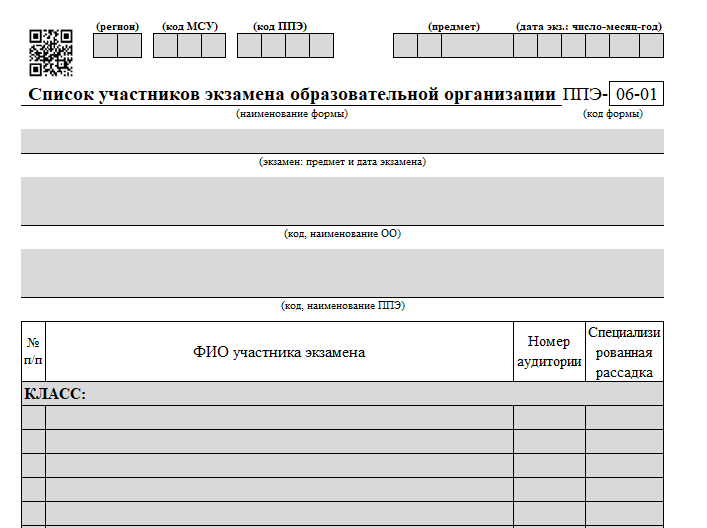 (регион) (код МСУ) (код ППЭ) (предмет) (дата экз.: число-месяц-год)
Список участников экзамена образовательной организации ППЭ- 06-01
(наименование формы) (код формы)
(экзамен: предмет и дата экзамена)
(код, наименование ОО)
(код, наименование ППЭ)
№ п/п
ФИО участника экзамена
Номер
аудитории
Специализи
рованная
рассадка
КЛАСС: